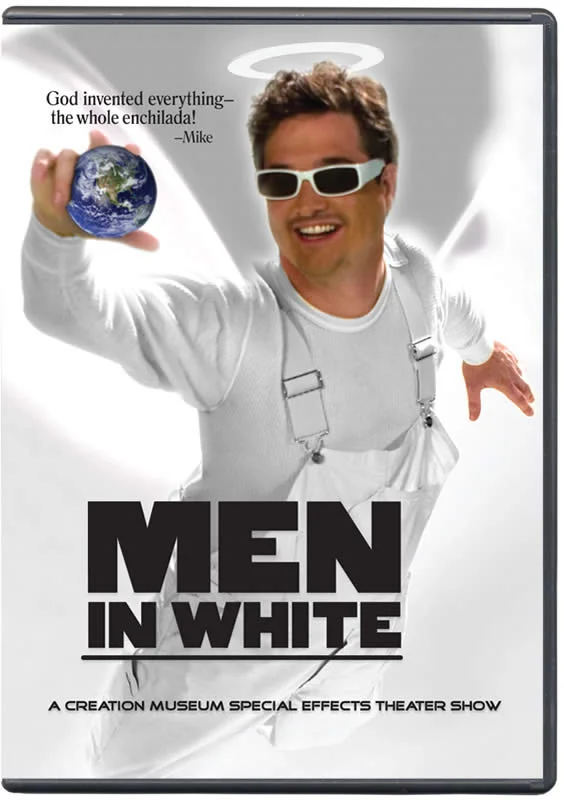 God invented everything–
the whole enchilada!
–Mike
MEN
IN WHITE
A CREATION MUSEUM SPECIAL EFFECTS THEATER SHOW